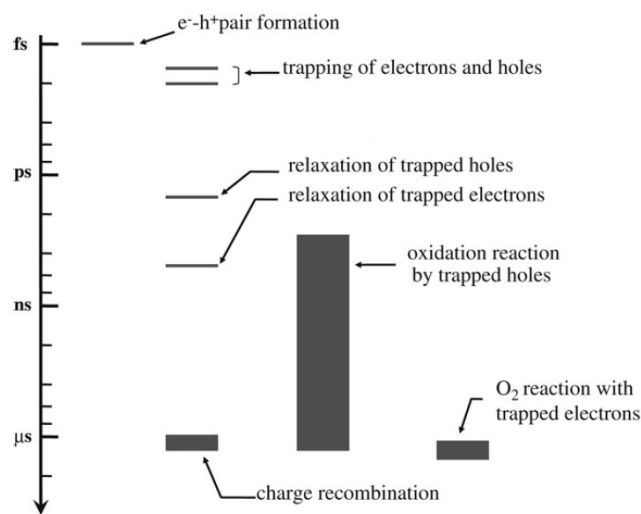 e⁻-h⁺pair formation
fs
trapping of electrons and holes
relaxation of trapped holes
ps
relaxation of trapped electrons
oxidation reaction
by trapped holes
ns
O₂ reaction with
trapped electrons
μs
charge recombination